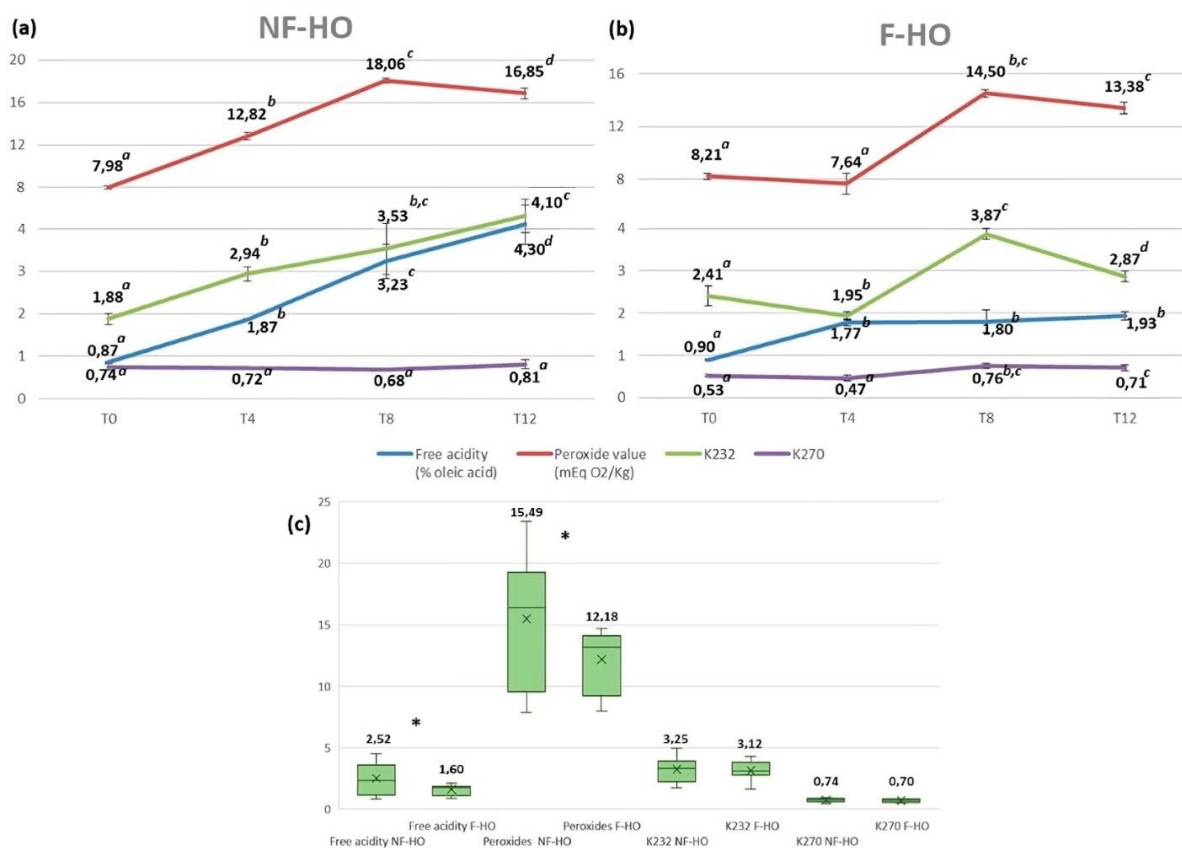 (a)
NF-HO
20
16
12
8
4
3
2
1
0
7,98a
12,82b
18,06c
16,85d
1,88a
2,94b
3,53b,c
4,10c
0,87a
1,87b
3,23c
4,30d
0,74a
0,72a
0,68a
0,81a
T0 T4 T8 T12
(b)
F-HO
16
12
8
4
3
2
1
0
8,21a
7,64a
14,50b,c
13,38c
2,41a
1,95b
3,87c
2,87d
0,90a
1,77b
1,80b
1,93b
0,53a
0,47a
0,76b,c
0,71c
T0 T4 T8 T12
Free acidity
(% oleic acid)
Peroxide value
(mEq O2/Kg)
K232
K270
(c)
25
20
15
10
5
0
2,52
*
1,60
15,49
*
12,18
3,25
3,12
0,74
0,70
Free acidity NF-HO
Free acidity F-HO
Peroxides NF-HO
Peroxides F-HO
K232 NF-HO
K232 F-HO
K270 NF-HO
K270 F-HO